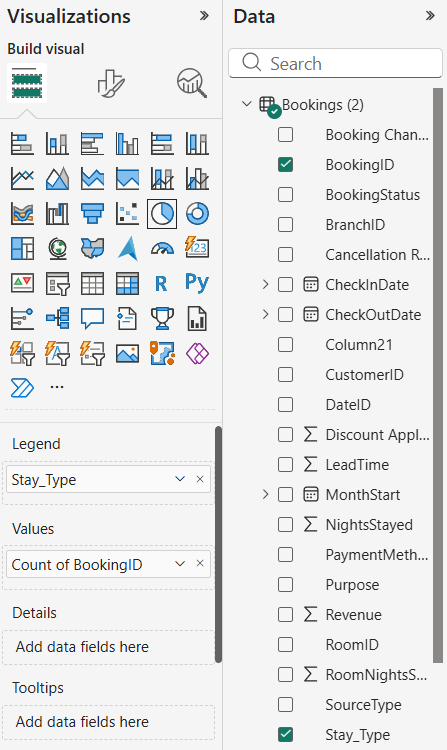 Visualizations »
Build visual
123
R
Py
...
Legend
Stay_Type
Values
Count of BookingID
Details
Add data fields here
Tooltips
Add data fields here
Data »
Search
Bookings (2)
Booking Chan...
BookingID
BookingStatus
BranchID
Cancellation R...
CheckInDate
CheckOutDate
Column21
CustomerID
DateID
Discount Appl...
LeadTime
MonthStart
NightsStayed
PaymentMeth...
Purpose
Revenue
RoomID
RoomNightsS...
SourceType
Stay_Type